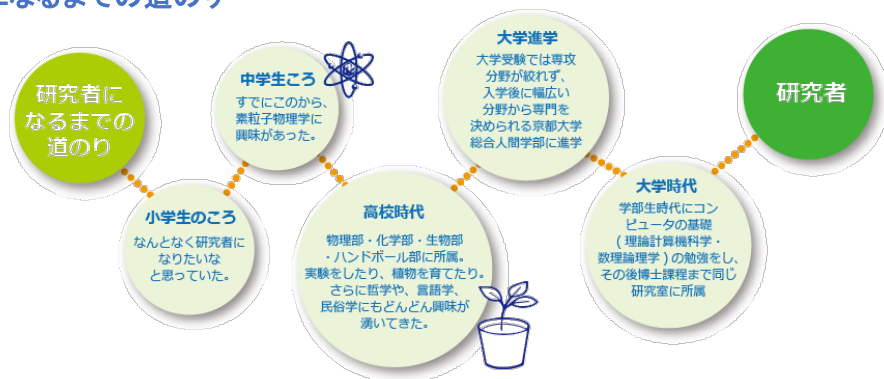 なるまでの道のり
研究者に
なるまでの
道のり
小学生のころ
なんとなく研究者に
なりたいな
と思っていた。
中学生ころ
すでにこのから、
素粒子物理学に
興味があった。
高校時代
物理部・化学部・生物部
・ハンドボール部に所属。
実験をしたり、植物を育てたり。
さらに哲学や、言語学、
民俗学にもどんどん興味が
湧いてきた。
大学進学
大学受験では専攻
分野が絞れず、
入学後に幅広い
分野から専門を
決められる京都大学
総合人間学部に進学
大学時代
学部生時代にコン
ピュータの基礎
(理論計算機科学・
数理論理学)の勉強をし、
その後博士課程まで同じ
研究室に所属
研究者